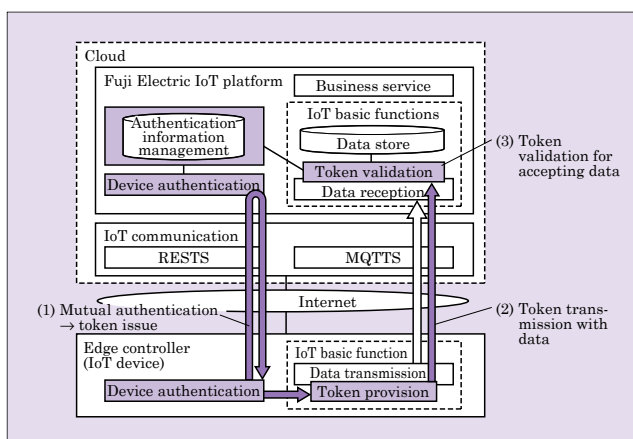 Cloud
Fuji Electric IoT platform
Business service
IoT basic functions
Authentication
information
management
Data store
(3) Token
validation for
accepting data
Token validation
Device authentication
Data reception
IoT communication
RESTS
MQTTS
Internet
(1) Mutual authentication
→ token issue
(2) Token trans-
mission with
data
Edge controller
(IoT device)
IoT basic function
Data transmission
Device authentication
Token provision